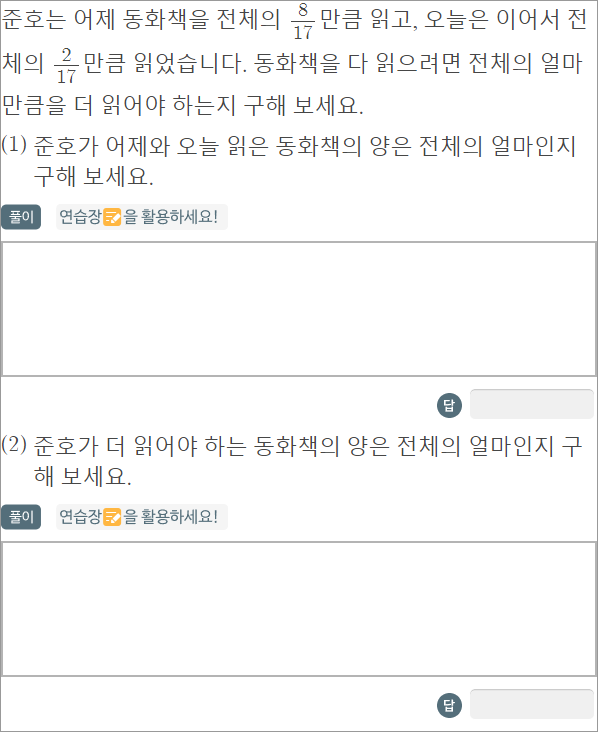 준호는 어제 동화책을 전체의 8/17 만큼 읽고, 오늘은 이어서 전
체의 2/17 만큼 읽었습니다. 동화책을 다 읽으려면 전체의 얼마
만큼을 더 읽어야 하는지 구해 보세요.
(1) 준호가 어제와 오늘 읽은 동화책의 양은 전체의 얼마인지
구해 보세요.
풀이 연습장을 활용하세요!
답
(2) 준호가 더 읽어야 하는 동화책의 양은 전체의 얼마인지 구
해 보세요.
풀이 연습장을 활용하세요!
답